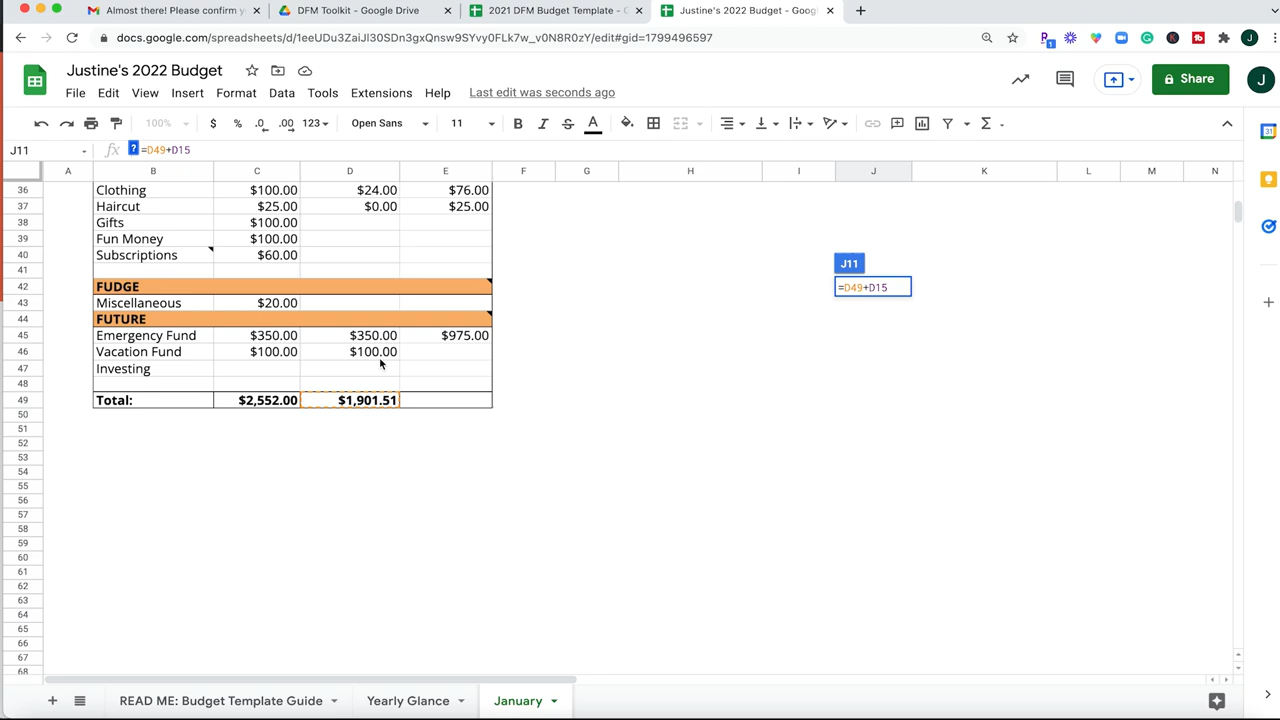 Almost there! Please confirm y
DFM Toolkit - Google Drive
2021 DFM Budget Template - G
Justine's 2022 Budget - Googl
docs.google.com/spreadsheets/d/1eeUDu3ZaiJl30SDn3gxQnsw9SYvy0FLk7w_v0N8R0zY/edit#gid=1799496597
Justine's 2022 Budget
File Edit View Insert Format Data Tools Extensions Help Last edit was seconds ago
Share
J
100% $ % .0 .00 123 Open Sans 11 B I S A
J11 fx ? =D49+D15
A B C D E F G H I J K L M N
36 Clothing $100.00 $24.00 $76.00
37 Haircut $25.00 $0.00 $25.00
38 Gifts $100.00
39 Fun Money $100.00
40 Subscriptions $60.00
41
42 FUDGE
43 Miscellaneous $20.00
44 FUTURE
45 Emergency Fund $350.00 $350.00 $975.00
46 Vacation Fund $100.00 $100.00
47 Investing
48
49 Total: $2,552.00 $1,901.51
J11
=D49+D15
50
51
52
53
54
55
56
57
58
59
60
61
62
63
64
65
66
67
68
READ ME: Budget Template Guide Yearly Glance January